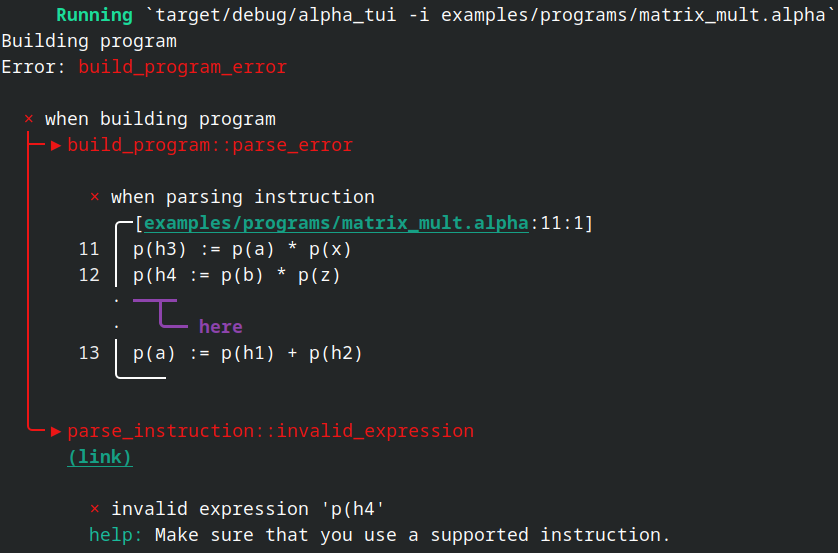 Running `target/debug/alpha_tui -i examples/programs/matrix_mult.alpha`
Building program
Error: build_program_error
× when building program
build_program::parse_error
× when parsing instruction
[examples/programs/matrix_mult.alpha:11:1]
11 p(h3) := p(a) * p(x)
12 p(h4 := p(b) * p(z)
here
13 p(a) := p(h1) + p(h2)
parse_instruction::invalid_expression
(link)
× invalid expression 'p(h4'
help: Make sure that you use a supported instruction.